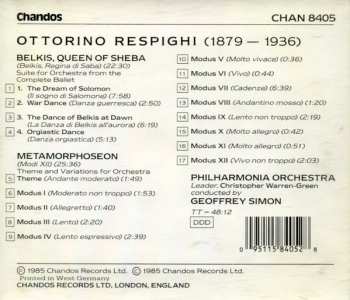 Chandos
CHAN 8405
OTTORINO RESPIGHI (1879 — 1936)
BELKIS, QUEEN OF SHEBA
(Belkis, Regina di Saba) (22:30)
Suite for Orchestra from the
Complete Ballet
1 1. The Dream of Solomon
(Il sogno di Salomone) (7:58)
2 2. War Dance (Danza guerresca) (2:50)
3 3. The Dance of Belkis at Dawn
(La Danza di Belkis all'aurora) (6:19)
4 4. Orgiastic Dance
(Danza orgiastica) (5:13)
METAMORPHOSEON
(Modi XII) (25:36)
Theme and Variations for Orchestra
5 Theme (Andante moderato) (1:49)
6 Modus I (Moderato non troppo) (1:53)
7 Modus II (Allegretto) (1:40)
8 Modus III (Lento) (2:20)
9 Modus IV (Lento espressivo) (2:39)
10 Modus V (Molto vivace) (0:36)
11 Modus VI (Vivo) (0:44)
12 Modus VII (Cadenza) (6:39)
13 Modus VIII (Andantino mosso) (1:20)
14 Modus IX (Lento non troppo) (2:19)
15 Modus X (Molto allegro) (0:42)
16 Modus XI (Molto allegro) (0:51)
17 Modus XII (Vivo non troppo) (2:03)
PHILHARMONIA ORCHESTRA
Leader, Christopher Warren-Green
conducted by
GEOFFREY SIMON
TT – 48:12
DDD
0 95115 84052 8
℗ 1985 Chandos Records Ltd. © 1985 Chandos Records Ltd.
Printed in West Germany
CHANDOS RECORDS LTD, LONDON, ENGLAND